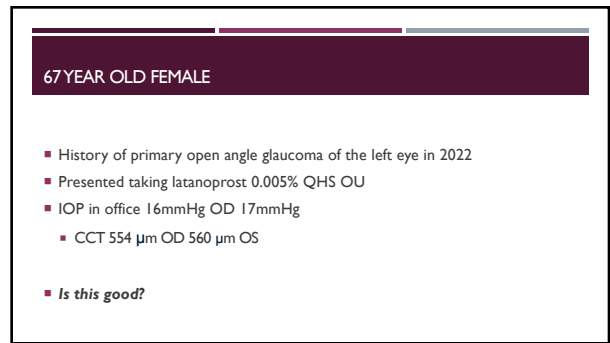 67 YEAR OLD FEMALE
▪ History of primary open angle glaucoma of the left eye in 2022
▪ Presented taking latanoprost 0.005% QHS OU
▪ IOP in office 16mmHg OD 17mmHg
▪ CCT 554 μm OD 560 μm OS
▪ Is this good?